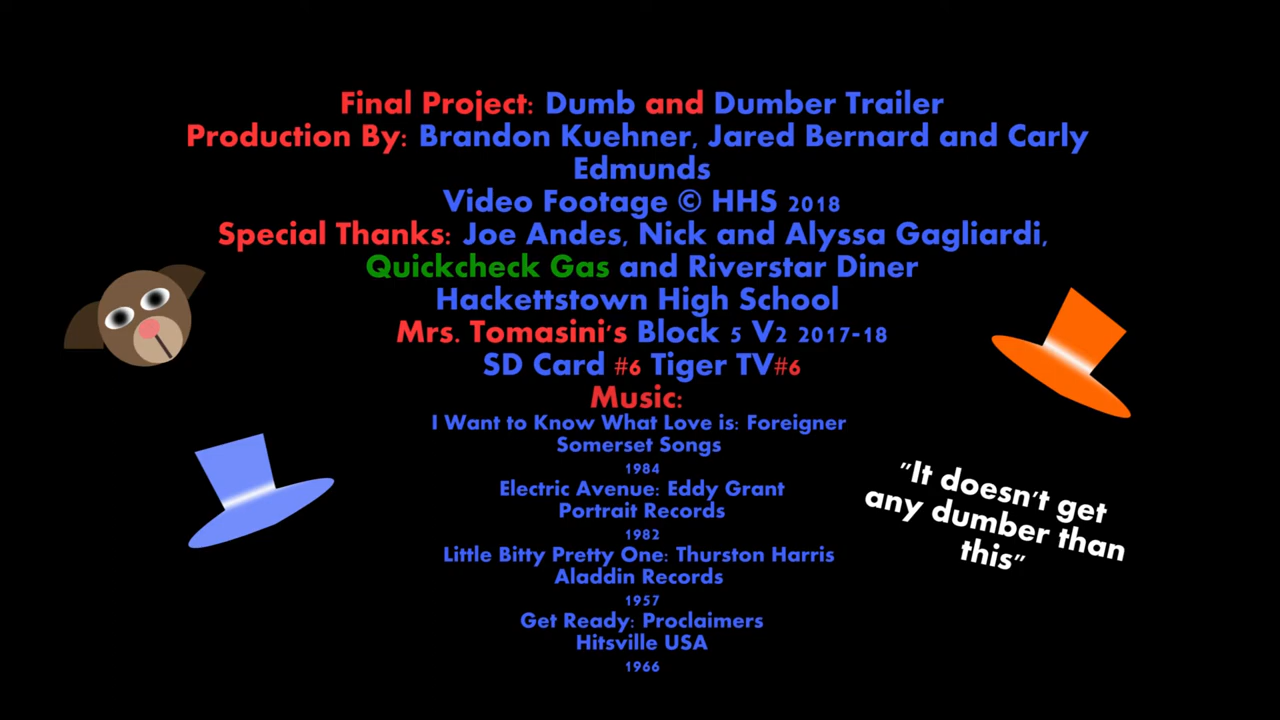 Final Project: Dumb and Dumber Trailer
Production By: Brandon Kuehner, Jared Bernard and Carly
Edmunds
Video Footage © HHS 2018
Special Thanks: Joe Andes, Nick and Alyssa Gagliardi,
Quickcheck Gas and Riverstar Diner
Hackettstown High School
Mrs. Tomasini's Block 5 V2 2017-18
SD Card #6 Tiger TV#6
Music:
I Want to Know What Love is: Foreigner
Somerset Songs
1984
Electric Avenue: Eddy Grant
Portrait Records
1982
Little Bitty Pretty One: Thurston Harris
Aladdin Records
1957
Get Ready: Proclaimers
Hitsville USA
1966
"It doesn't get
any dumber than
this"